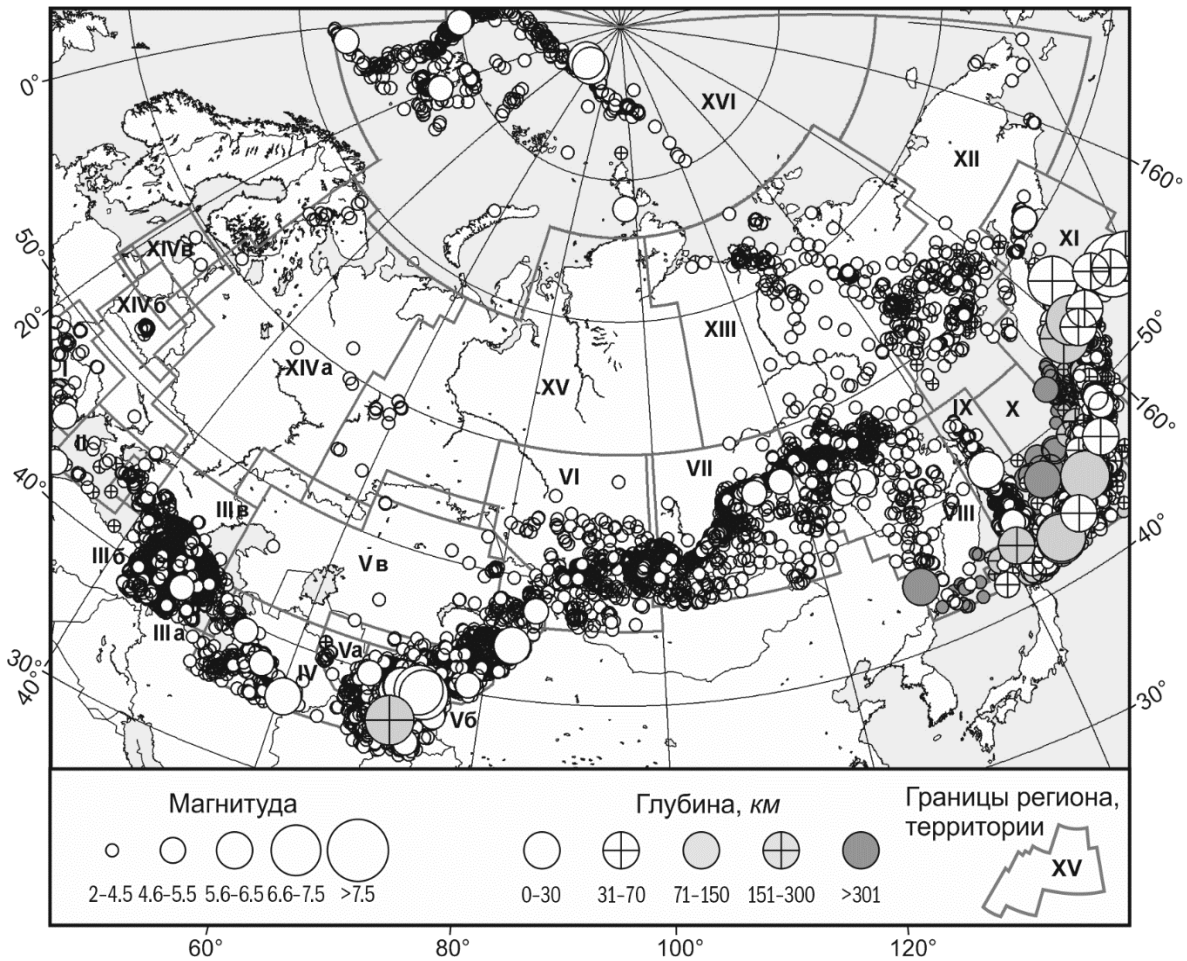 0°
50°
20°
40°
30°
40°
160°
50°
160°
40°
30°
XVI
XII
XI
XIVв
XIVб
I
II
XIVа
XV
XIII
IX
X
IIIв
VI
VII
VIII
IIIб
Vв
IIIа
IV
Vа
Vб
Магнитуда
2–4.5 4.6–5.5 5.6–6.5 6.6–7.5 >7.5
Глубина, км
0–30 31–70 71–150 151–300 >301
Границы региона,
территории
XV
60° 80° 100° 120°